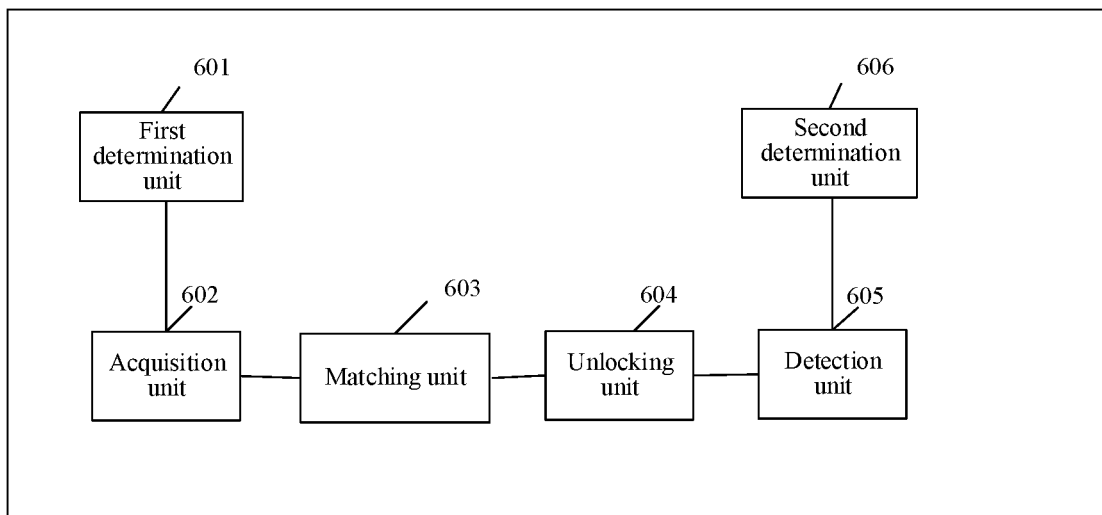 601
First
determination
unit
606
Second
determination
unit
602
Acquisition
unit
603
Matching unit
604
Unlocking
unit
605
Detection
unit